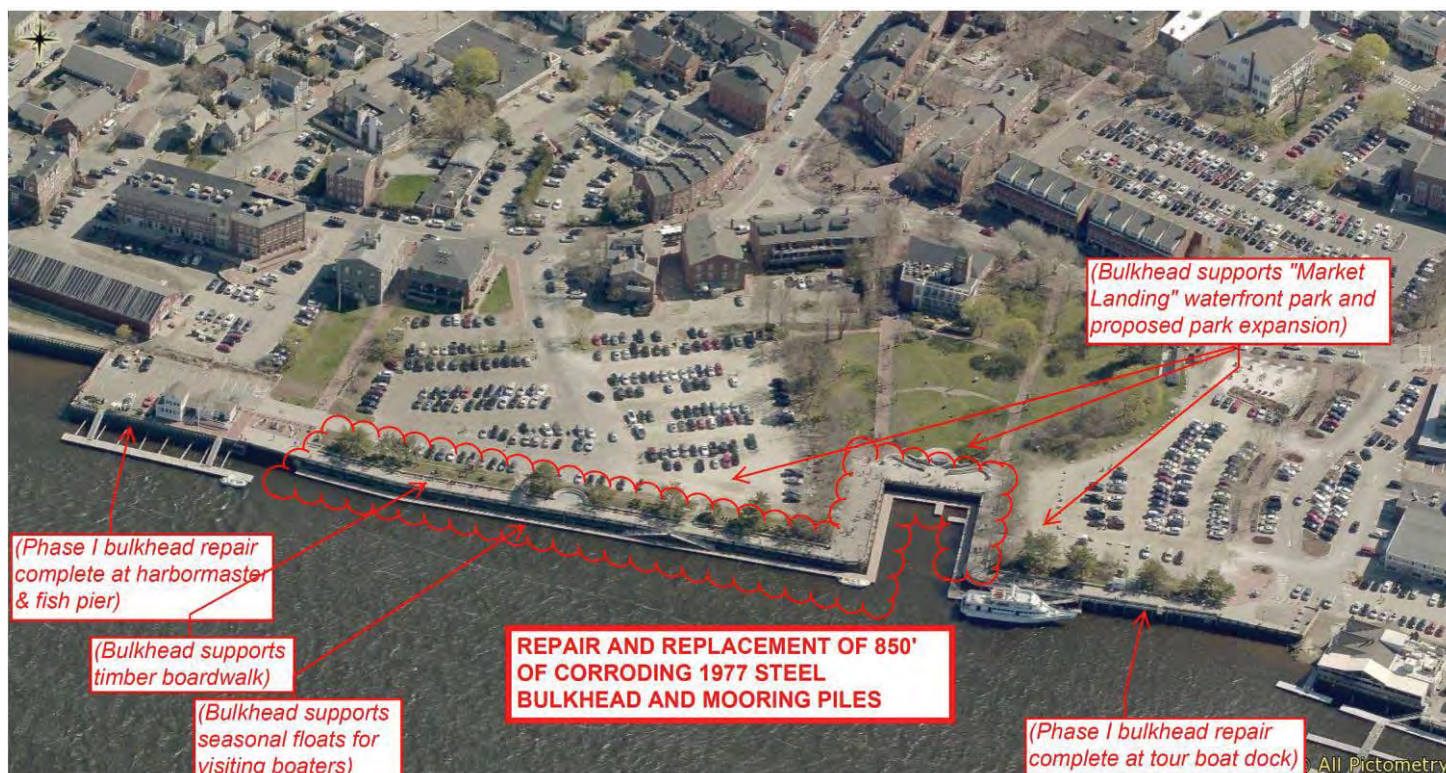 (Bulkhead supports "Market
Landing" waterfront park and
proposed park expansion)
(Phase I bulkhead repair
complete at harbormaster
& fish pier)
(Bulkhead supports
timber boardwalk)
(Bulkhead supports
seasonal floats for
visiting boaters)
REPAIR AND REPLACEMENT OF 850'
OF CORRODING 1977 STEEL
BULKHEAD AND MOORING PILES
(Phase I bulkhead repair
complete at tour boat dock)
All Pictometry